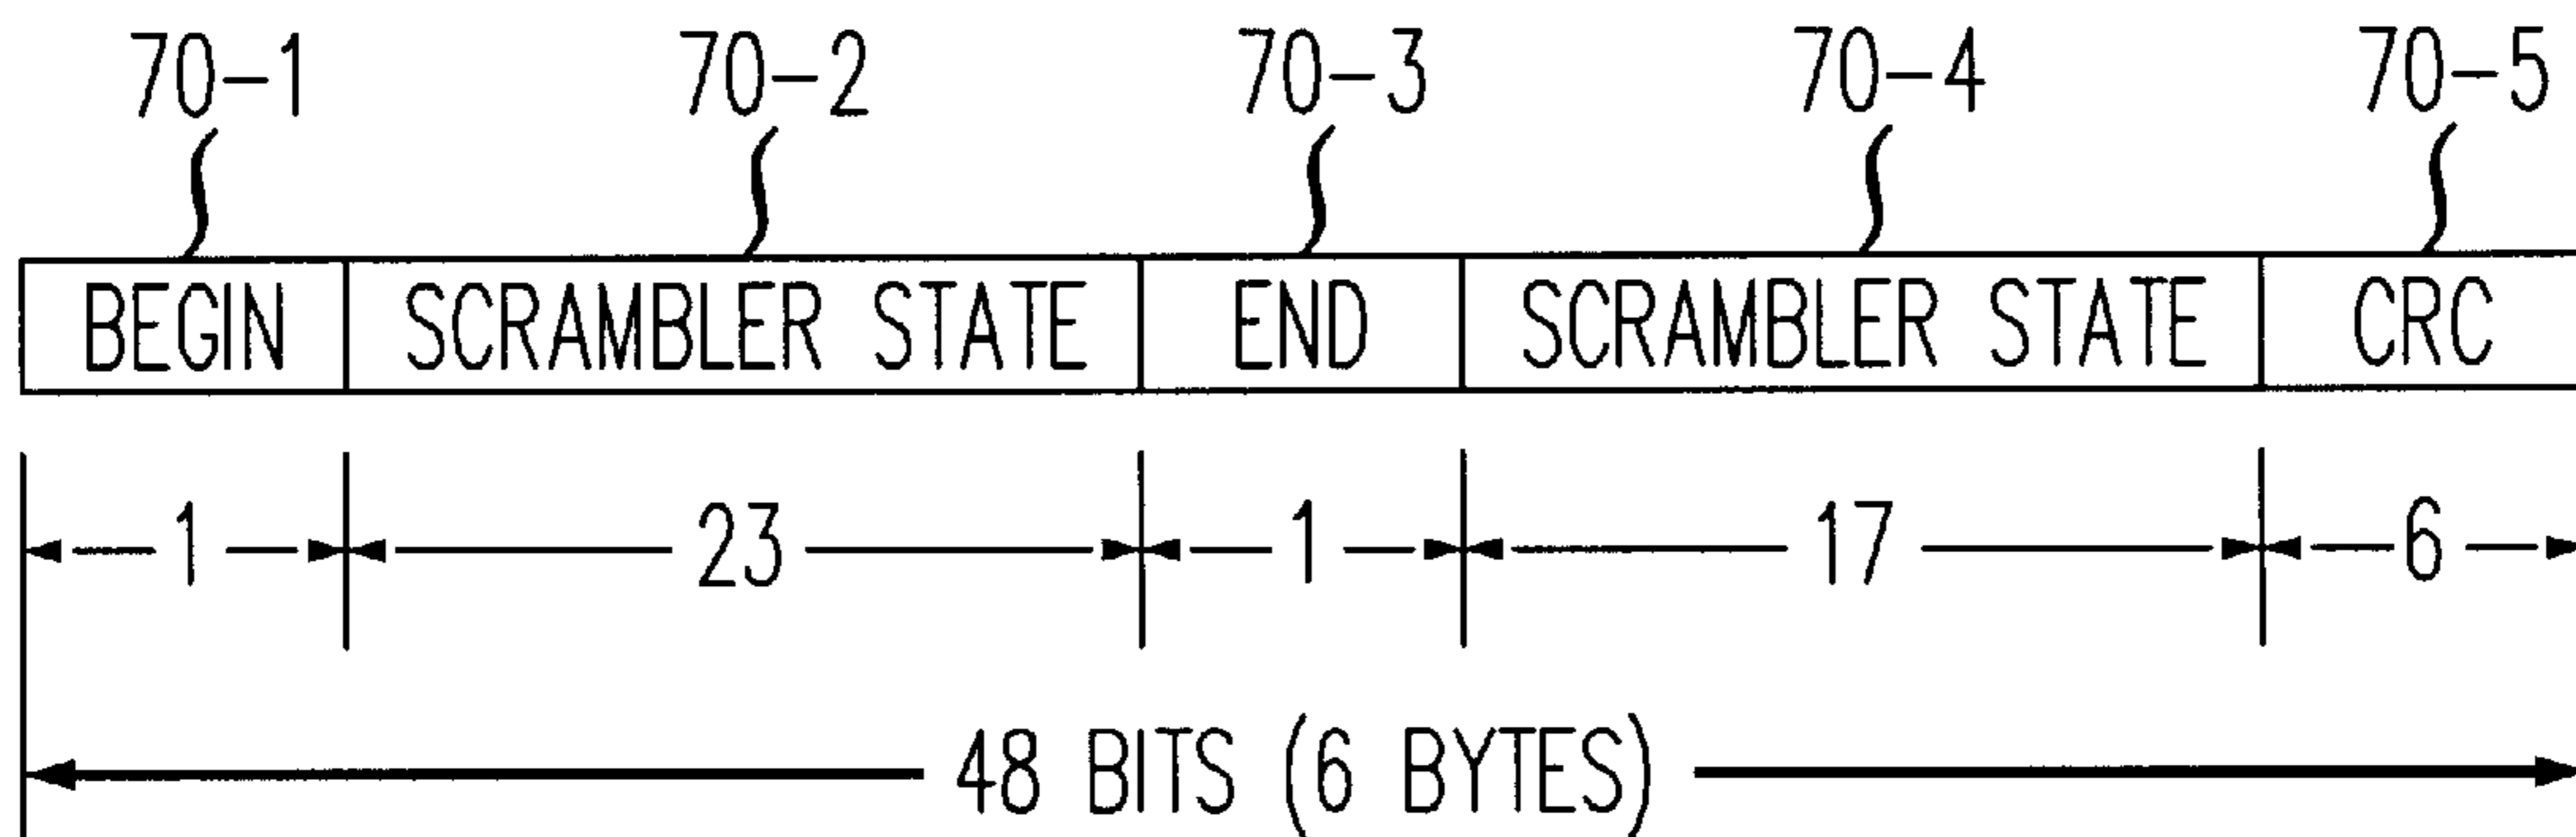 70-1 70-2 70-3 70-4 70-5
BEGIN SCRAMBLER STATE END SCRAMBLER STATE CRC
1 23 1 17 6
48 BITS (6 BYTES)